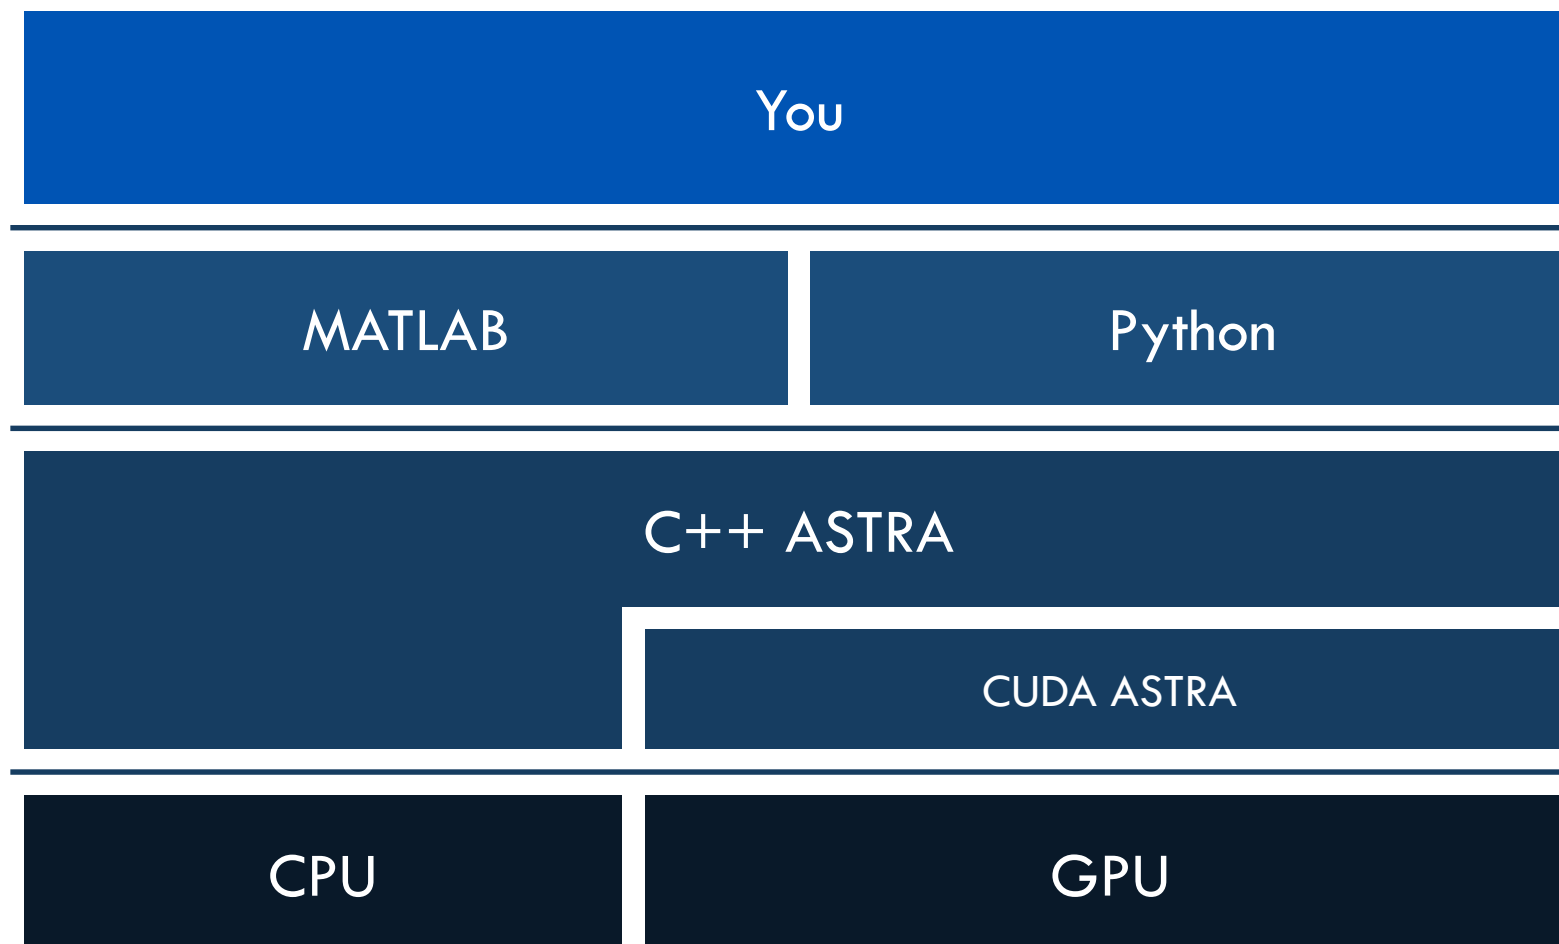 You
MATLAB
Python
C++ ASTRA
CUDA ASTRA
CPU
GPU